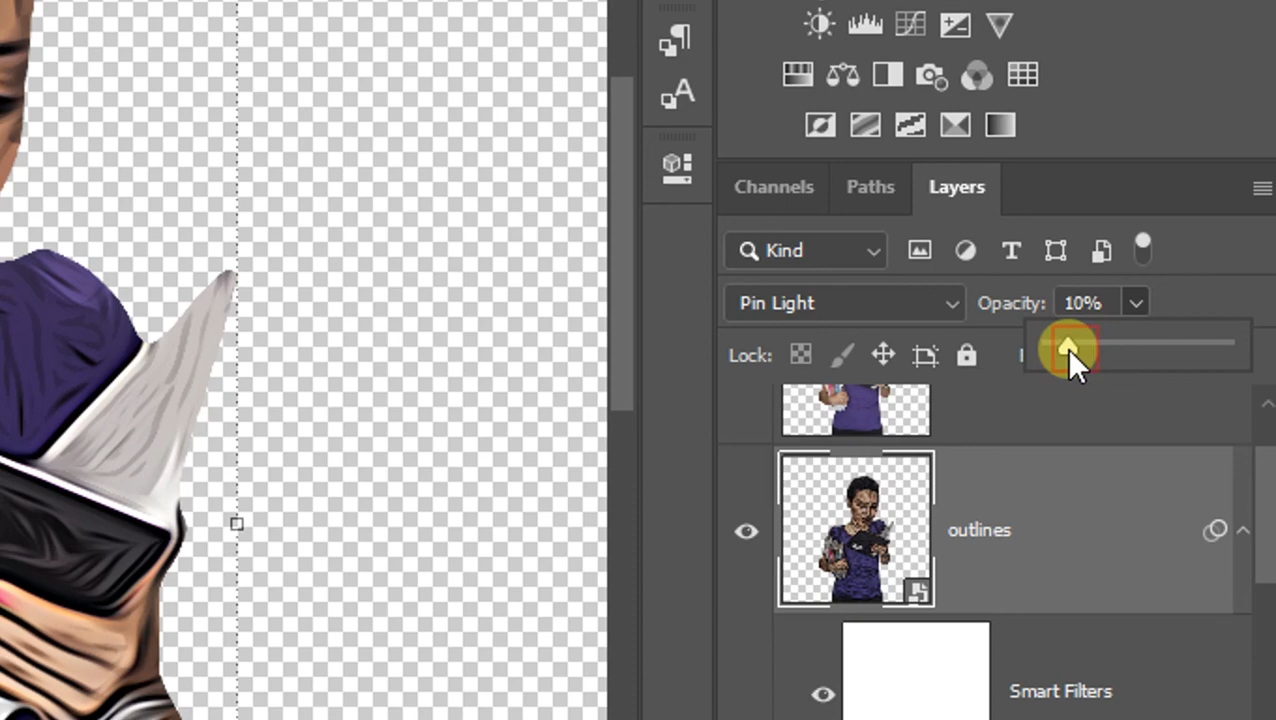 Channels Paths Layers
Kind
Pin Light Opacity: 10%
Lock:
outlines
Smart Filters